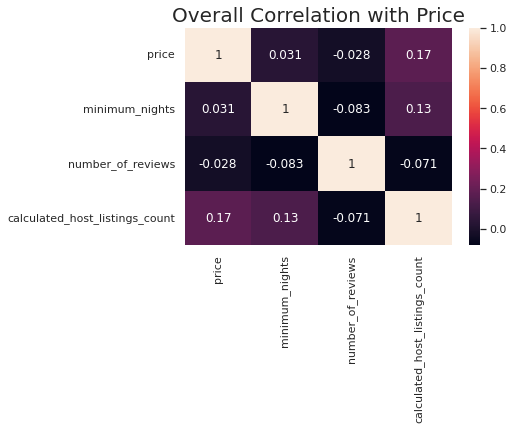 Overall Correlation with Price
price 1 0.031 -0.028 0.17
minimum_nights 0.031 1 -0.083 0.13
number_of_reviews -0.028 -0.083 1 -0.071
calculated_host_listings_count 0.17 0.13 -0.071 1
price
minimum_nights
number_of_reviews
calculated_host_listings_count
1.0
0.8
0.6
0.4
0.2
0.0